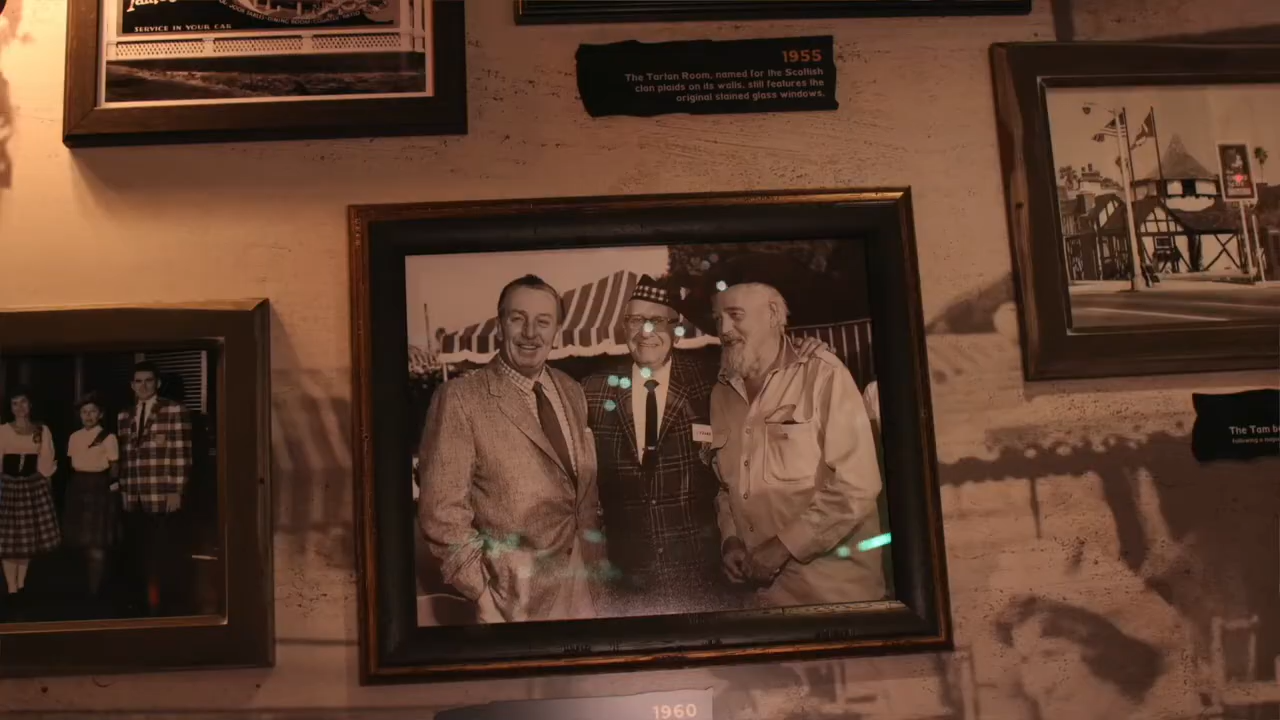 SERVICE IN YOUR CAR
1955
The Tartan Room, named for the Scottish
clan plaids on its walls, still features the
original stained glass windows.
The Tam
1960